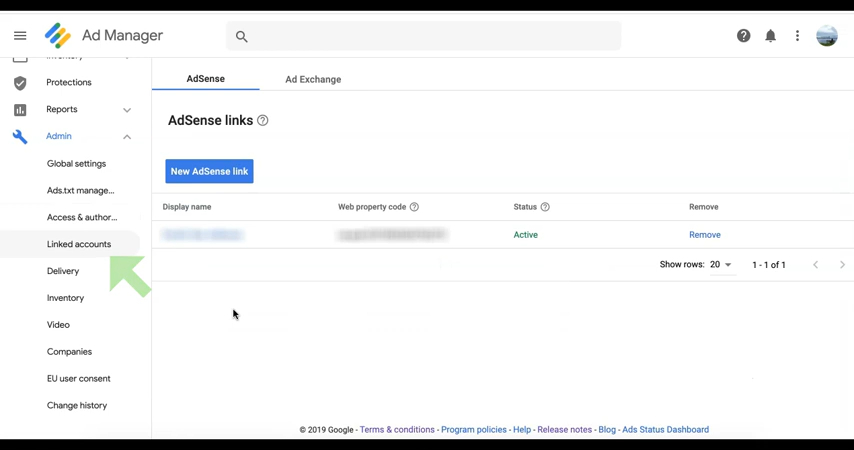 Ad Manager
Inventory
Protections
Reports
Admin
Global settings
Ads.txt manage...
Access & author...
Linked accounts
Delivery
Inventory
Video
Companies
EU user consent
Change history
AdSense
Ad Exchange
AdSense links
New AdSense link
Display name Web property code Status Remove
Active Remove
Show rows: 20 1 - 1 of 1
© 2019 Google - Terms & conditions - Program policies - Help - Release notes - Blog - Ads Status Dashboard